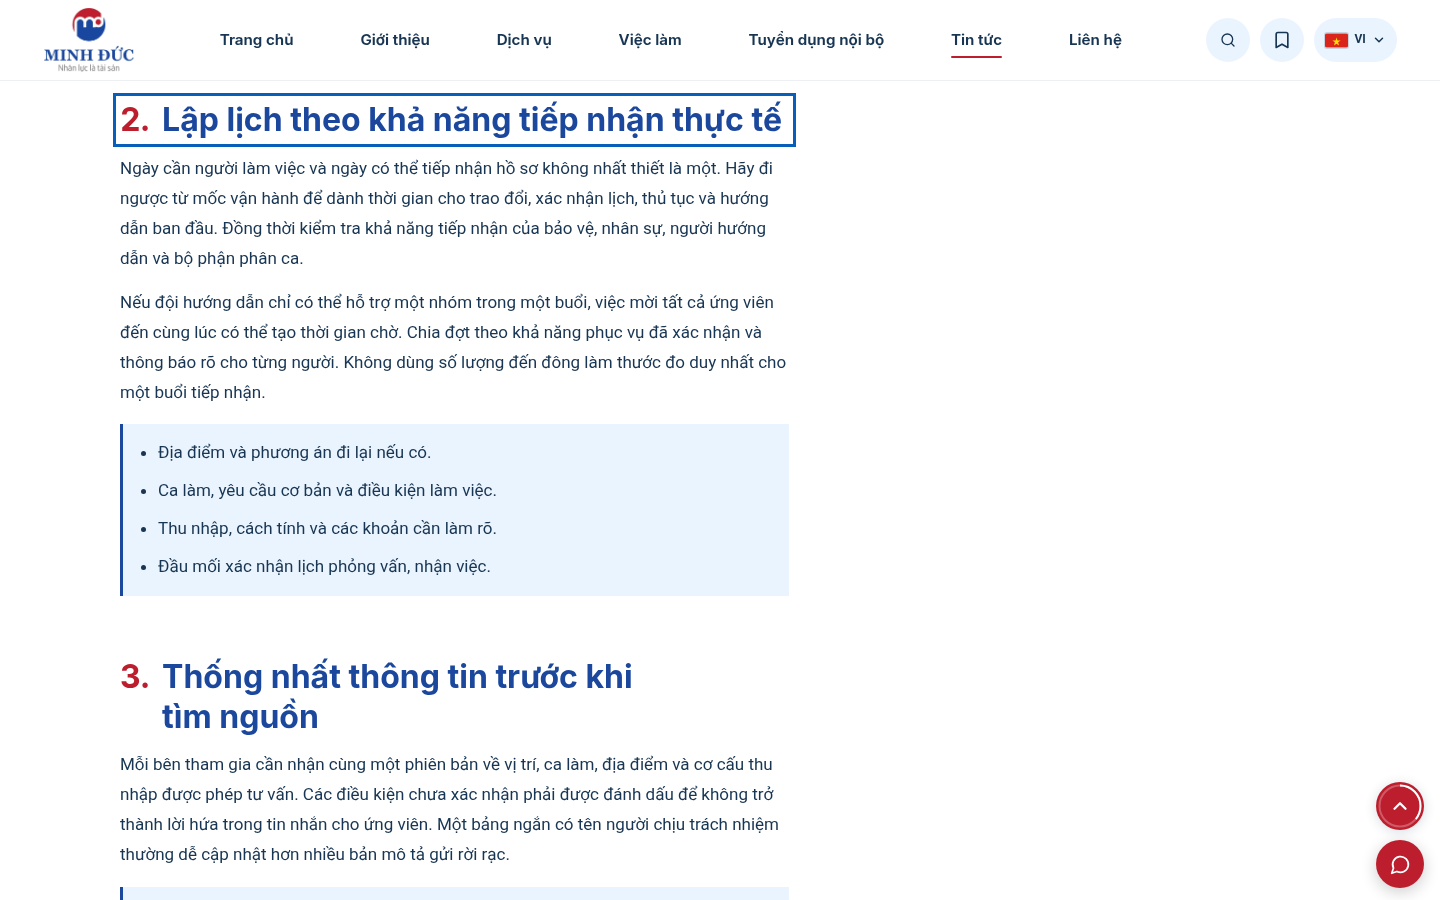 MINH ĐỨC
Nhân lực là tài sản
Trang chủ
Giới thiệu
Dịch vụ
Việc làm
Tuyển dụng nội bộ
Tin tức
Liên hệ
VI
2. Lập lịch theo khả năng tiếp nhận thực tế
Ngày cần người làm việc và ngày có thể tiếp nhận hồ sơ không nhất thiết là một. Hãy đi
ngược từ mốc vận hành để dành thời gian cho trao đổi, xác nhận lịch, thủ tục và hướng
dẫn ban đầu. Đồng thời kiểm tra khả năng tiếp nhận của bảo vệ, nhân sự, người hướng
dẫn và bộ phận phân ca.
Nếu đội hướng dẫn chỉ có thể hỗ trợ một nhóm trong một buổi, việc mời tất cả ứng viên
đến cùng lúc có thể tạo thời gian chờ. Chia đợt theo khả năng phục vụ đã xác nhận và
thông báo rõ cho từng người. Không dùng số lượng đến đông làm thước đo duy nhất cho
một buổi tiếp nhận.
• Địa điểm và phương án đi lại nếu có.
• Ca làm, yêu cầu cơ bản và điều kiện làm việc.
• Thu nhập, cách tính và các khoản cần làm rõ.
• Đầu mối xác nhận lịch phỏng vấn, nhận việc.
3. Thống nhất thông tin trước khi
tìm nguồn
Mỗi bên tham gia cần nhận cùng một phiên bản về vị trí, ca làm, địa điểm và cơ cấu thu
nhập được phép tư vấn. Các điều kiện chưa xác nhận phải được đánh dấu để không trở
thành lời hứa trong tin nhắn cho ứng viên. Một bảng ngắn có tên người chịu trách nhiệm
thường dễ cập nhật hơn nhiều bản mô tả gửi rời rạc.